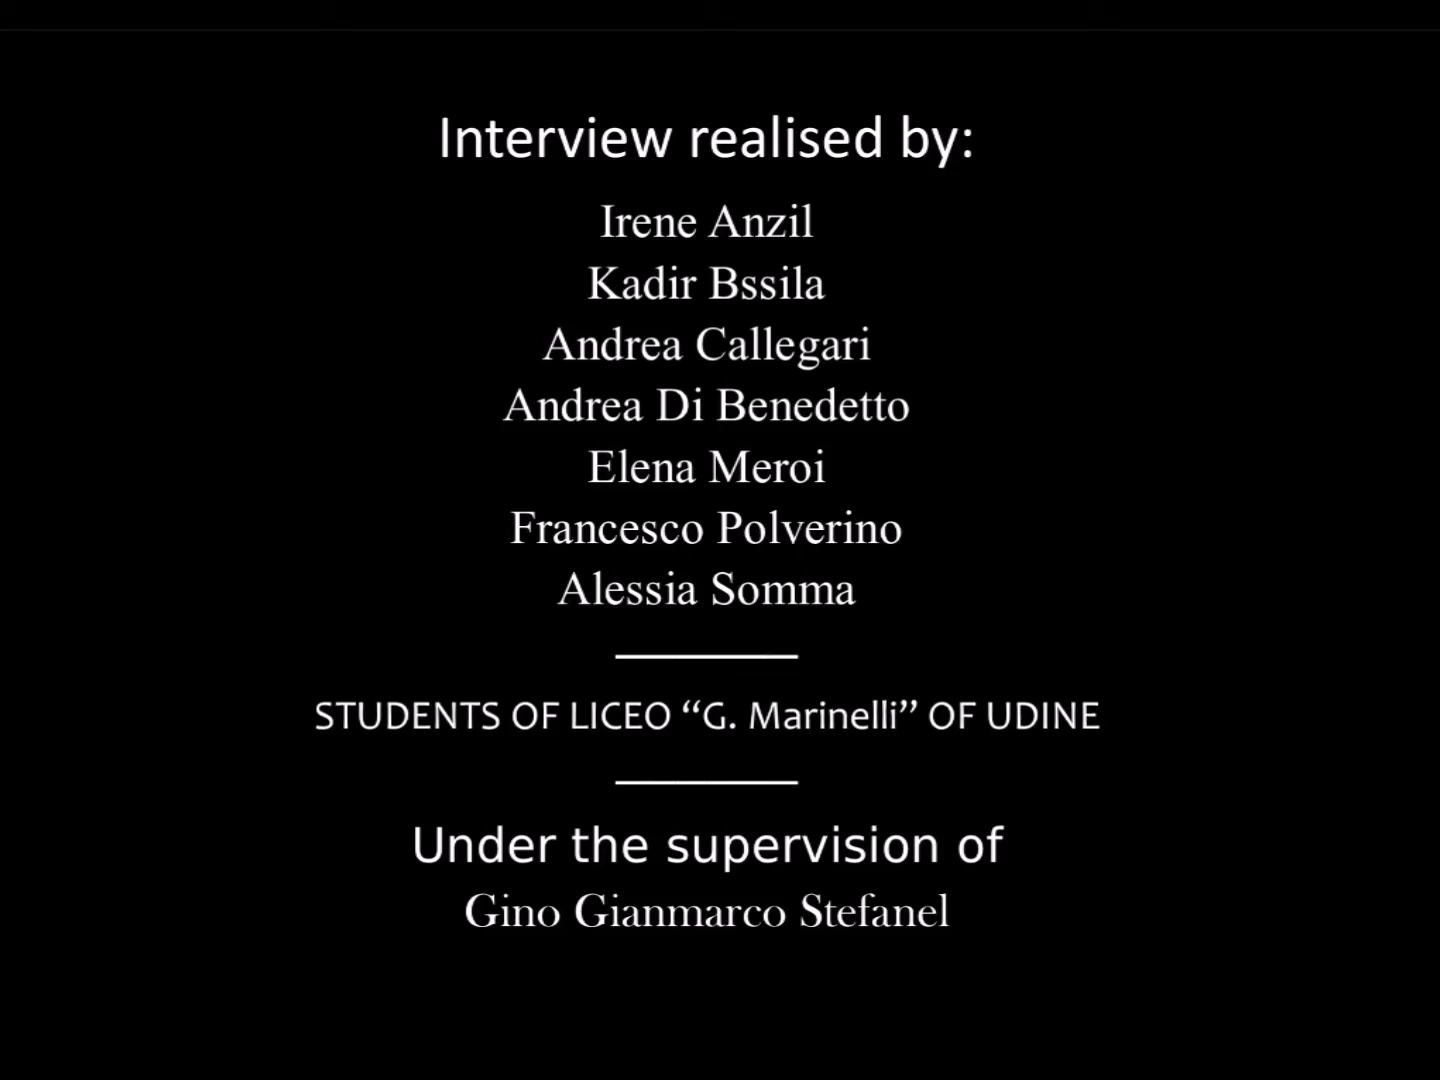 Interview realised by:
Irene Anzil
Kadir Bssila
Andrea Callegari
Andrea Di Benedetto
Elena Meroi
Francesco Polverino
Alessia Somma
STUDENTS OF LICEO “G. Marinelli” OF UDINE
Under the supervision of
Gino Gianmarco Stefanel